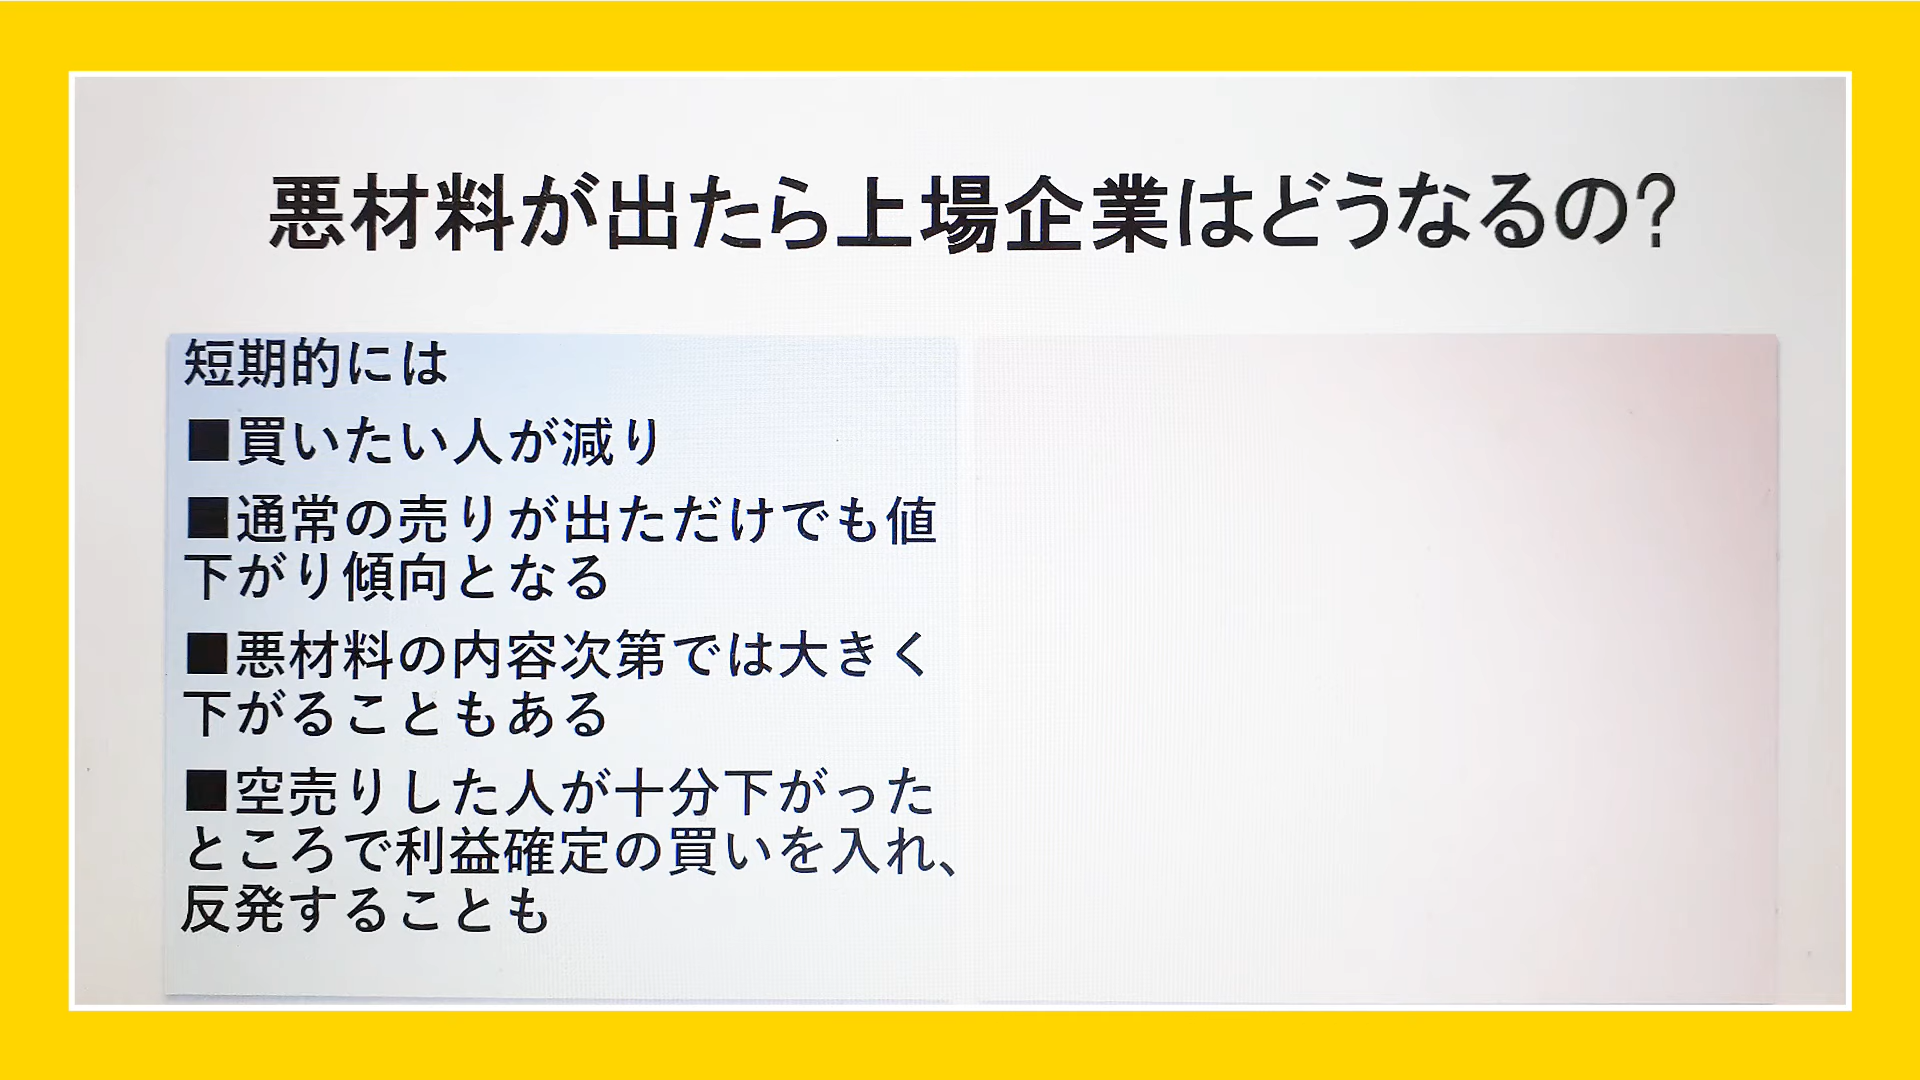 悪材料が出たら上場企業はどうなるの?
短期的には
■買いたい人が減り
■通常の売りが出ただけでも値
下がり傾向となる
■悪材料の内容次第では大きく
下がることもある
■空売りした人が十分下がった
ところで利益確定の買いを入れ、
反発することも